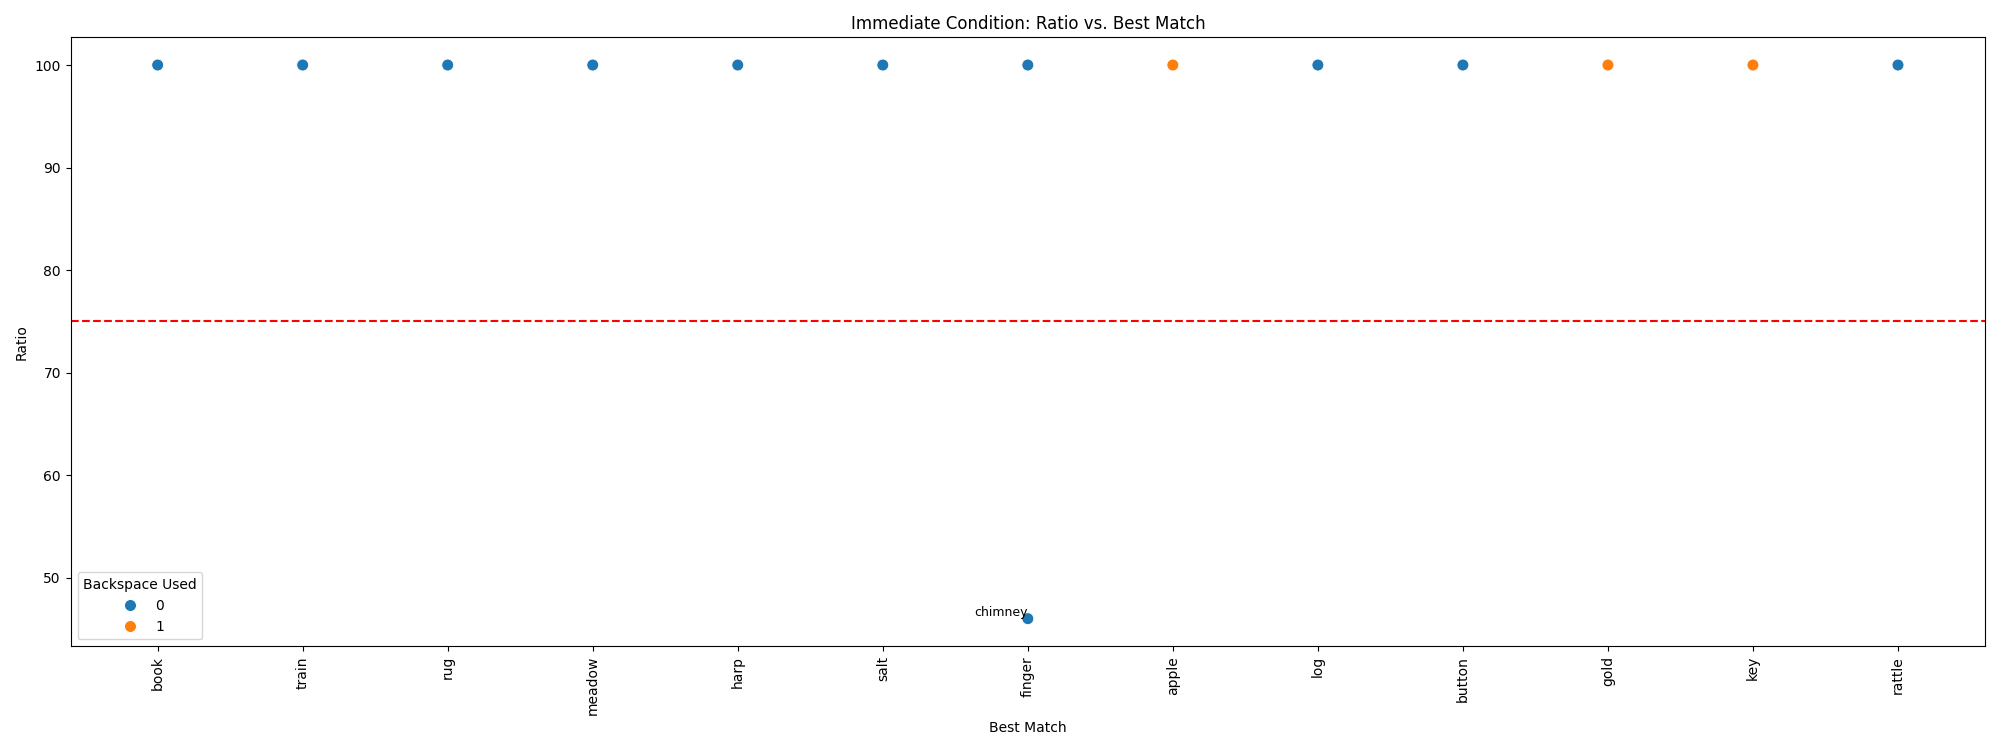 Immediate Condition: Ratio vs. Best Match
100
90
80
70
60
50
Ratio
chimney
Backspace Used
0
1
book
train
rug
meadow
harp
salt
finger
apple
log
button
gold
key
rattle
Best Match